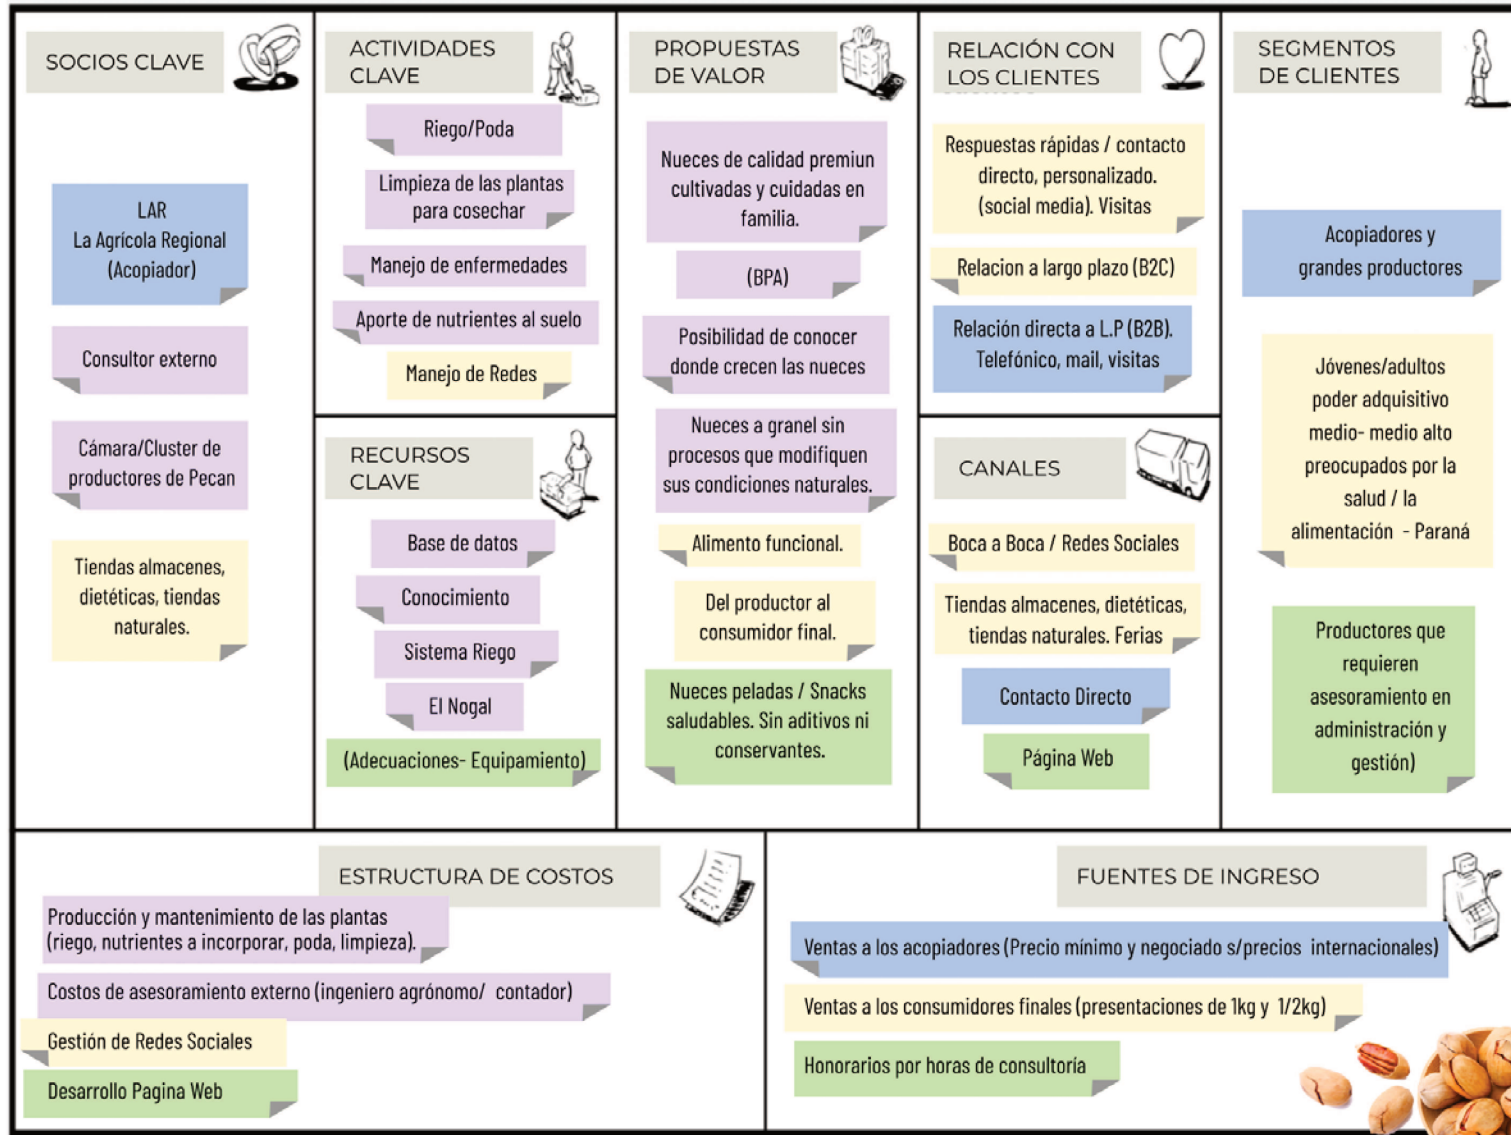 SOCIOS CLAVE
LAR
La Agrícola Regional
(Acopiador)
Consultor externo
Cámara/Cluster de
productores de Pecan
Tiendas almacenes,
dietéticas, tiendas
naturales.
ACTIVIDADES
CLAVE
Riego/Poda
Limpieza de las plantas
para cosechar
Manejo de enfermedades
Aporte de nutrientes al suelo
Manejo de Redes
RECURSOS
CLAVE
Base de datos
Conocimiento
Sistema Riego
El Nogal
(Adecuaciones- Equipamiento)
PROPUESTAS
DE VALOR
Nueces de calidad premiun
cultivadas y cuidadas en
familia.
(BPA)
Posibilidad de conocer
donde crecen las nueces
Nueces a granel sin
procesos que modifiquen
sus condiciones naturales.
Alimento funcional.
Del productor al
consumidor final.
Nueces peladas / Snacks
saludables. Sin aditivos ni
conservantes.
RELACIÓN CON
LOS CLIENTES
Respuestas rápidas / contacto
directo, personalizado.
(social media). Visitas
Relacion a largo plazo (B2C)
Relación directa a L.P (B2B).
Telefónico, mail, visitas
CANALES
Boca a Boca / Redes Sociales
Tiendas almacenes, dietéticas,
tiendas naturales. Ferias
Contacto Directo
Página Web
SEGMENTOS
DE CLIENTES
Acopiadores y
grandes productores
Jóvenes/adultos
poder adquisitivo
medio- medio alto
preocupados por la
salud / la
alimentación - Paraná
Productores que
requieren
asesoramiento en
administración y
gestión)
ESTRUCTURA DE COSTOS
Producción y mantenimiento de las plantas
(riego, nutrientes a incorporar, poda, limpieza).
Costos de asesoramiento externo (ingeniero agrónomo/ contador)
Gestión de Redes Sociales
Desarrollo Pagina Web
FUENTES DE INGRESO
Ventas a los acopiadores (Precio mínimo y negociado s/precios internacionales)
Ventas a los consumidores finales (presentaciones de 1kg y 1/2kg)
Honorarios por horas de consultoría